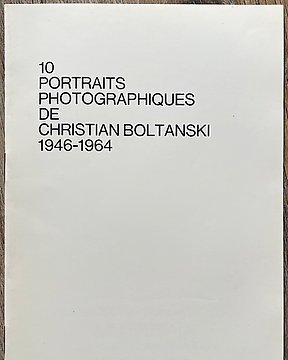 10
PORTRAITS
PHOTOGRAPHIQUES
DE
CHRISTIAN BOLTANSKI
1946-1964